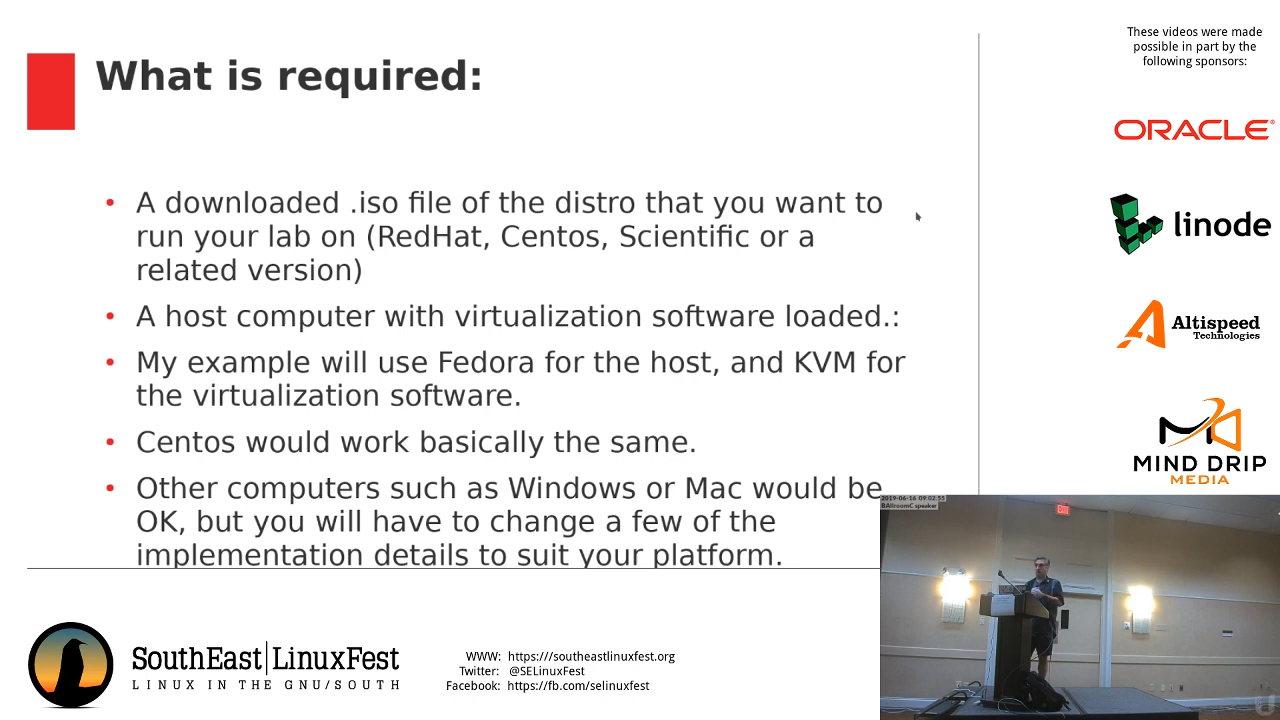 What is required:
• A downloaded .iso file of the distro that you want to
run your lab on (RedHat, Centos, Scientific or a
related version)
• A host computer with virtualization software loaded.:
• My example will use Fedora for the host, and KVM for
the virtualization software.
• Centos would work basically the same.
• Other computers such as Windows or Mac would be
OK, but you will have to change a few of the
implementation details to suit your platform.
These videos were made
possible in part by the
following sponsors:
ORACLE®
linode
Altispeed
Technologies
MIND DRIP
MEDIA
2019-06-16 09:02:55
BAllroomC speaker
Exit
SouthEast|LinuxFest
LINUX IN THE GNU/SOUTH
WWW: https://southeastlinuxfest.org
Twitter: @SELinuxFest
Facebook: https://fb.com/selinuxfest